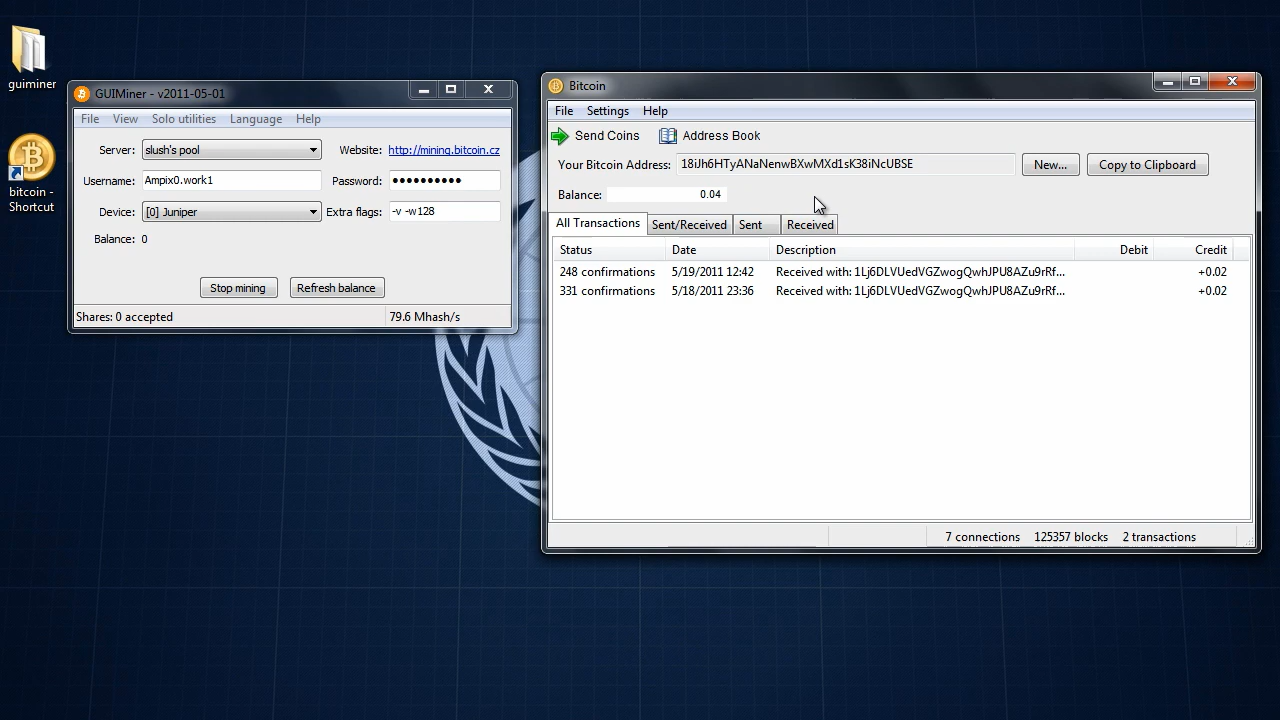 guiminer
bitcoin -
Shortcut
GUIMiner - v2011-05-01
File View Solo utilities Language Help
Server: slush's pool Website: http://mining.bitcoin.cz
Username: Ampix0.work1 Password: ●●●●●●●●●●
Device: [0] Juniper Extra flags: -v -w128
Balance: 0
Stop mining Refresh balance
Shares: 0 accepted 79.6 Mhash/s
Bitcoin
File Settings Help
Send Coins Address Book
Your Bitcoin Address: 18iJh6HTyANaNenwBXwMXd1sK38iNcUBSE New... Copy to Clipboard
Balance: 0.04
All Transactions Sent/Received Sent Received
Status Date Description Debit Credit
248 confirmations 5/19/2011 12:42 Received with: 1Lj6DLVUedVGZwogQwhJPU8AZu9rRf... +0.02
331 confirmations 5/18/2011 23:36 Received with: 1Lj6DLVUedVGZwogQwhJPU8AZu9rRf... +0.02
7 connections 125357 blocks 2 transactions